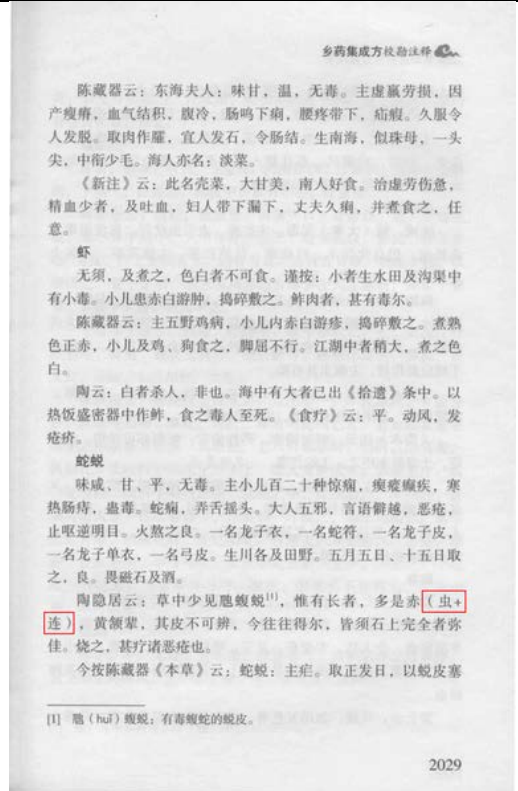 乡药集成方校勘注释
陈藏器云：东海夫人：味甘，温，无毒。主虚羸劳损，因
产瘦瘠，血气结积，腹冷，肠鸣下痢，腰疼带下，疝瘕。久服令
人发脱。取肉作臛，宜人发石，令肠结。生南海，似珠母，一头
尖，中衔少毛。海人亦名：淡菜。
《新注》云：此名壳菜，大甘美，南人好食。治虚劳伤惫，
精血少者，及吐血，妇人带下漏下，丈夫久痢，并煮食之，任
意。
虾
无须，及煮之，色白者不可食。谨按：小者生水田及沟渠中
有小毒。小儿患赤白游肿，捣碎敷之。鲊肉者，甚有毒尔。
陈藏器云：主五野鸡病，小儿内赤白游疹，捣碎敷之。煮熟
色正赤，小儿及鸡、狗食之，脚屈不行。江湖中者稍大，煮之色
白。
陶云：白者杀人，非也。海中有大者已出《拾遗》条中。以
热饭盛密器中作鲊，食之毒人至死。《食疗》云：平。动风，发
疮疥。
蛇蜕
味咸、甘、平，无毒。主小儿百二十种惊痫，瘈瘲癫疾，寒
热肠痔，蛊毒。蛇痫，弄舌摇头。大人五邪，言语僻越，恶疮，
止呕逆明目。火熬之良。一名龙子衣，一名蛇符，一名龙子皮，
一名龙子单衣，一名弓皮。生川各及田野。五月五日、十五日取
之，良。畏磁石及酒。
陶隐居云：草中少见虺蝮蜕[1]，惟有长者，多是赤（虫+
连），黄颔辈，其皮不可辨，今往往得尔，皆须石上完全者弥
佳。烧之，甚疗诸恶疮也。
今按陈藏器《本草》云：蛇蜕：主疟。取正发日，以蜕皮塞
[1] 虺（huǐ）蝮蜕：有毒蝮蛇的蜕皮。
2029